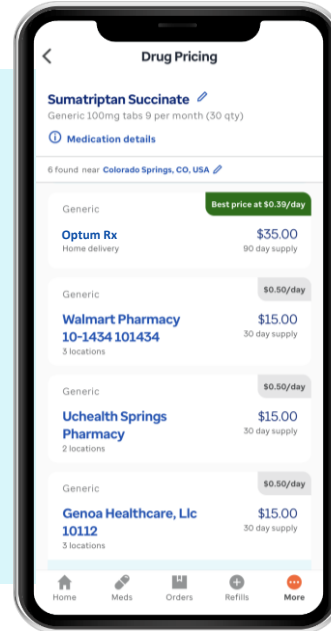 Drug Pricing
Sumatriptan Succinate
Generic 100mg tabs 9 per month (30 qty)
Medication details
6 found near Colorado Springs, CO, USA
Best price at $0.39/day
Generic
Optum Rx $35.00
Home delivery 90 day supply
$0.50/day
Generic
Walmart Pharmacy $15.00
10-1434 101434 30 day supply
3 locations
$0.50/day
Generic
Uchealth Springs $15.00
Pharmacy 30 day supply
2 locations
$0.50/day
Generic
Genoa Healthcare, Llc $15.00
10112 30 day supply
3 locations
Home Meds Orders Refills More